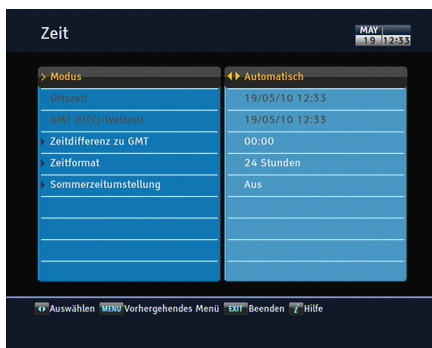 Zeit
MAY
19 12:33
> Modus
Automatisch
Ortszeit
19/05/10 12:33
GMT (UTC)-Weltzeit
19/05/10 12:33
Zeitdifferenz zu GMT
00:00
Zeitformat
24 Stunden
Sommerzeitumstellung
Aus
Auswählen MENU Vorhergehendes Menü EXIT Beenden i Hilfe